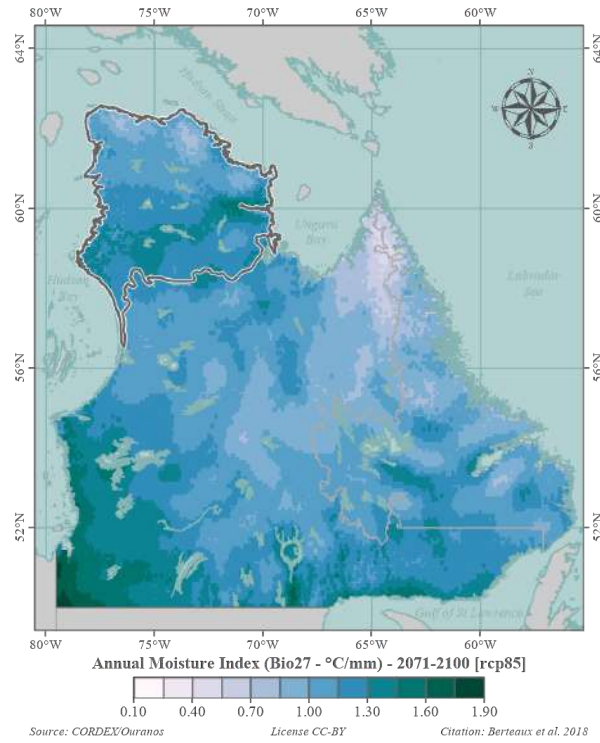 80°W 75°W 70°W 65°W 60°W
64°N 64°N
Hudson Strait
N
W E
S
60°N 60°N
Ungava
Bay
Hudson
Bay
Labrador
Sea
56°N 56°N
52°N 52°N
Gulf of St Lawrence
80°W 75°W 70°W 65°W 60°W
Annual Moisture Index (Bio27 - °C/mm) - 2071-2100 [rcp85]
0.10 0.40 0.70 1.00 1.30 1.60 1.90
Source: CORDEX/Ouranos License CC-BY Citation: Berteaux et al. 2018